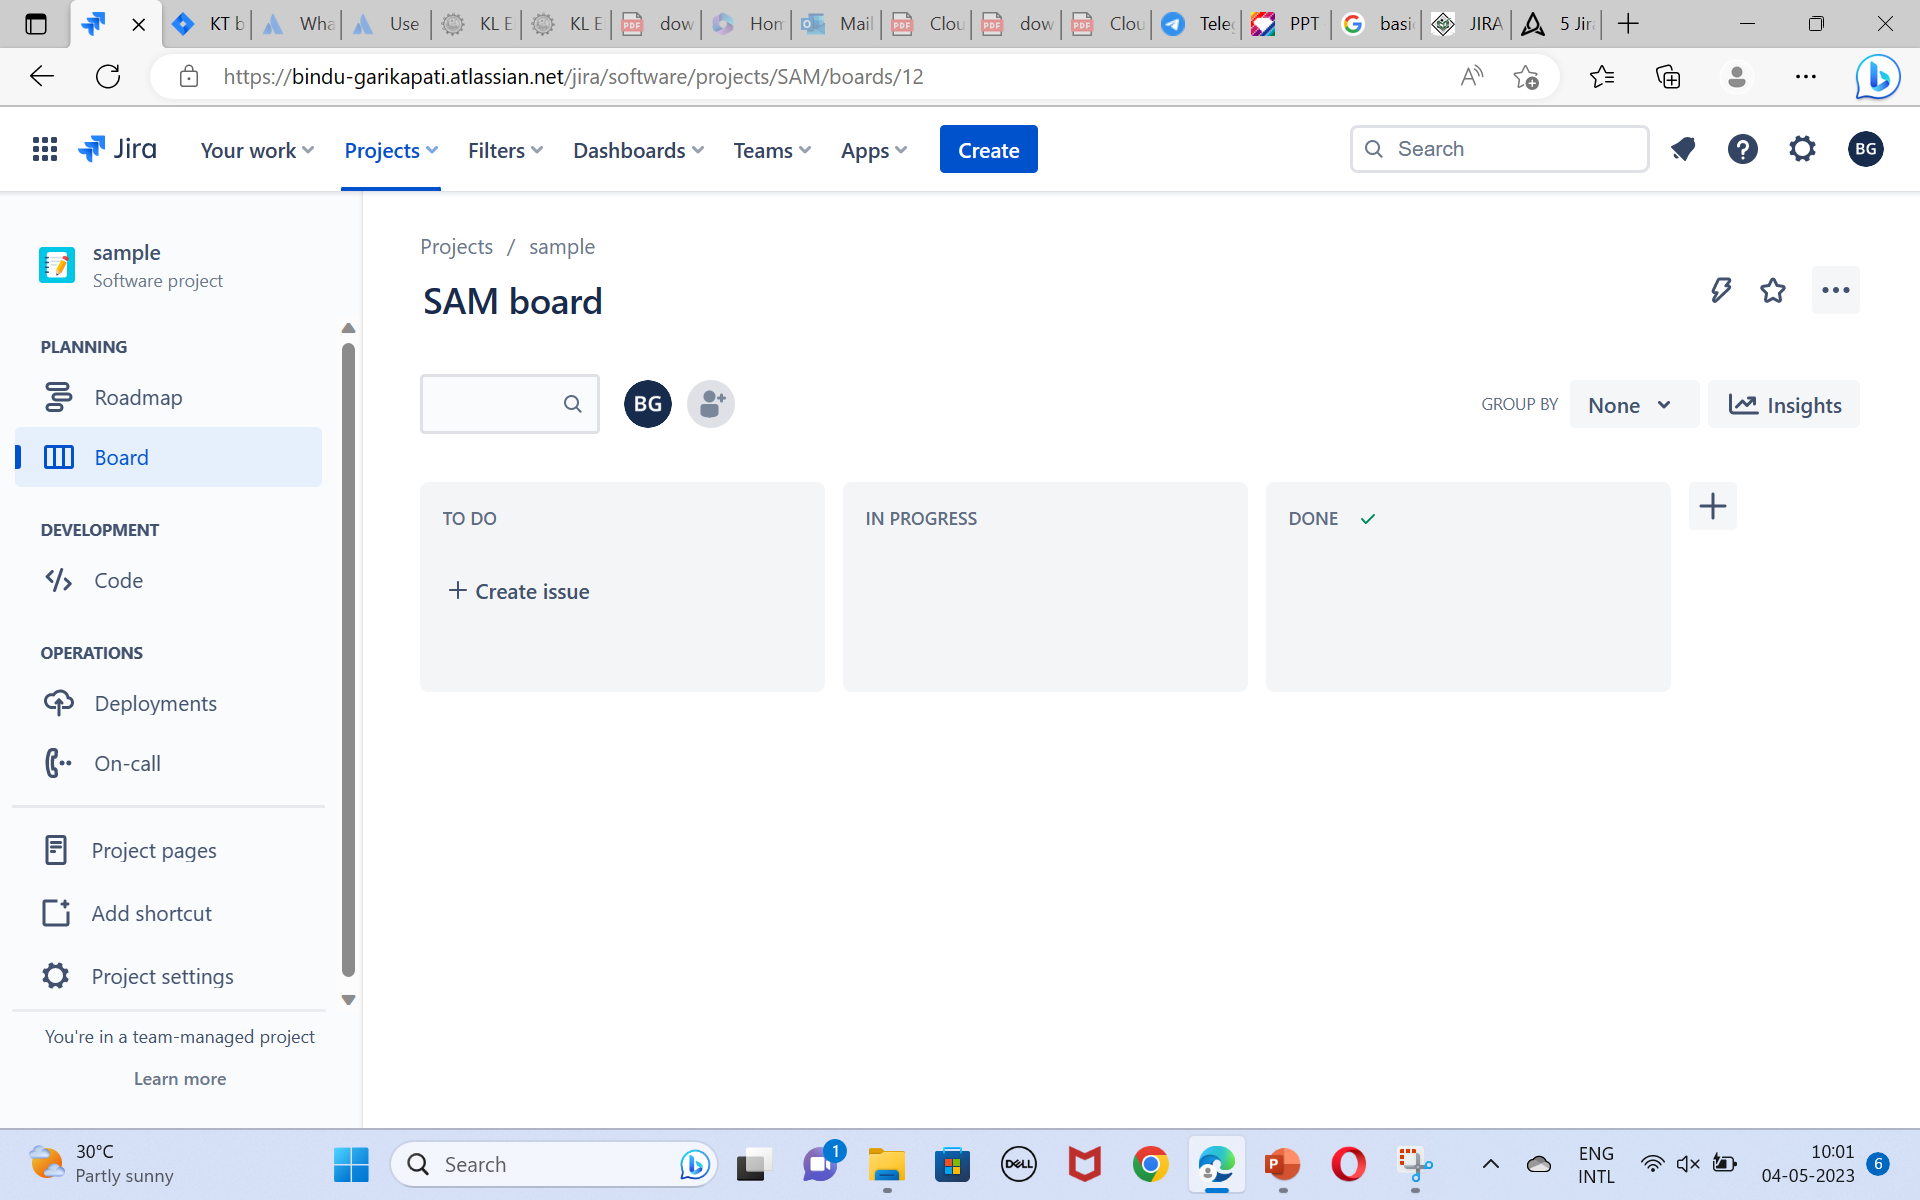 KT b
Wha
Use
KL E
KL E
dow
Hom
Mail
Clou
dow
Clou
Tele
PPT
basi
JIRA
5 Jir
https://bindu-garikapati.atlassian.net/jira/software/projects/SAM/boards/12
Jira
Your work
Projects
Filters
Dashboards
Teams
Apps
Create
Search
BG
sample
Software project
PLANNING
Roadmap
Board
DEVELOPMENT
Code
OPERATIONS
Deployments
On-call
Project pages
Add shortcut
Project settings
You're in a team-managed project
Learn more
Projects / sample
SAM board
BG
GROUP BY
None
Insights
TO DO
+ Create issue
IN PROGRESS
DONE
30°C
Partly sunny
Search
1
DELL
ENG
INTL
10:01
04-05-2023
6